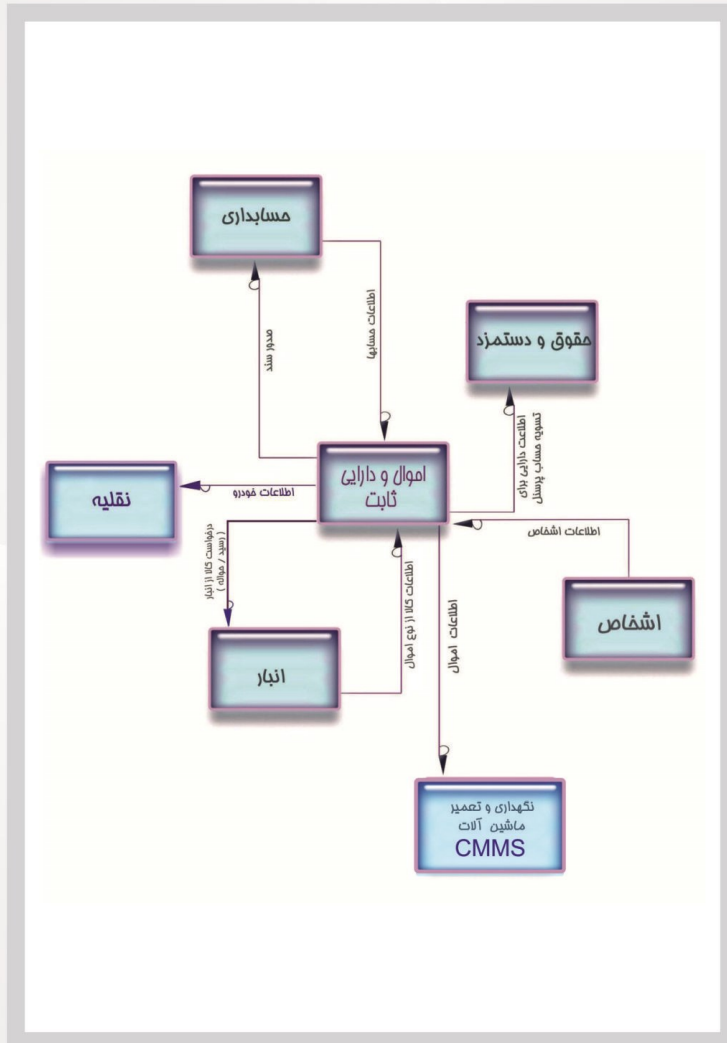 حسابداری
صدور سند
اطلاعات حسابها
حقوق و دستمزد
اطلاعت دارایی برای
تسویه حساب پرسنل
اموال و دارایی
ثابت
نقلیه
اطلاعات خودرو
اطلاعات اشخاص
درخواست کالا از انبار
( رسید / حواله )
اطلاعات کالا از نوع اموال
اطلاعات اموال
اشخاص
انبار
نگهداری و تعمیر
ماشین آلات
CMMS